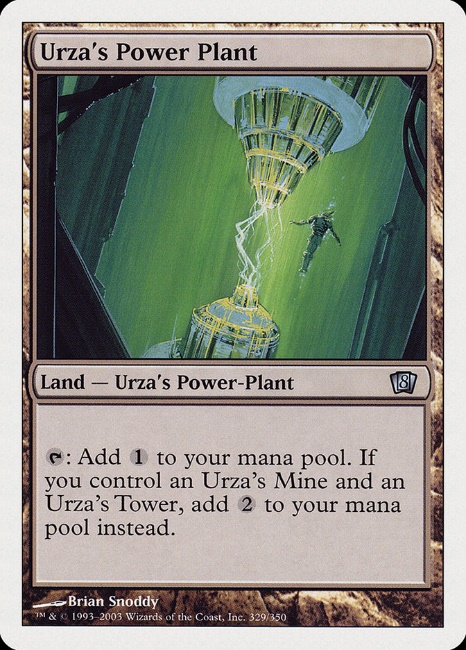 Urza's Power Plant
Land — Urza's Power-Plant
8
: Add 1 to your mana pool. If
you control an Urza's Mine and an
Urza's Tower, add 2 to your mana
pool instead.
Brian Snoddy
™ & © 1993–2003 Wizards of the Coast, Inc. 329/350